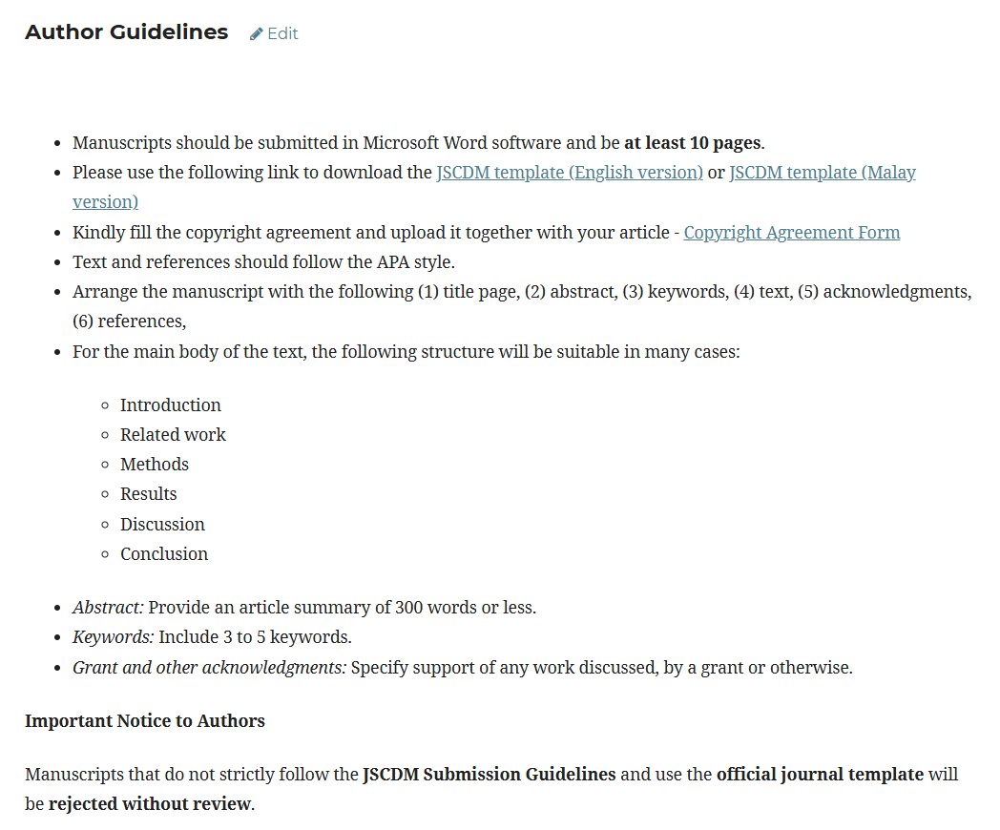 Author Guidelines Edit
• Manuscripts should be submitted in Microsoft Word software and be at least 10 pages.
• Please use the following link to download the JSCDM template (English version) or JSCDM template (Malay
version)
• Kindly fill the copyright agreement and upload it together with your article - Copyright Agreement Form
• Text and references should follow the APA style.
• Arrange the manuscript with the following (1) title page, (2) abstract, (3) keywords, (4) text, (5) acknowledgments,
(6) references,
• For the main body of the text, the following structure will be suitable in many cases:
◦ Introduction
◦ Related work
◦ Methods
◦ Results
◦ Discussion
◦ Conclusion
• Abstract: Provide an article summary of 300 words or less.
• Keywords: Include 3 to 5 keywords.
• Grant and other acknowledgments: Specify support of any work discussed, by a grant or otherwise.
Important Notice to Authors
Manuscripts that do not strictly follow the JSCDM Submission Guidelines and use the official journal template will
be rejected without review.